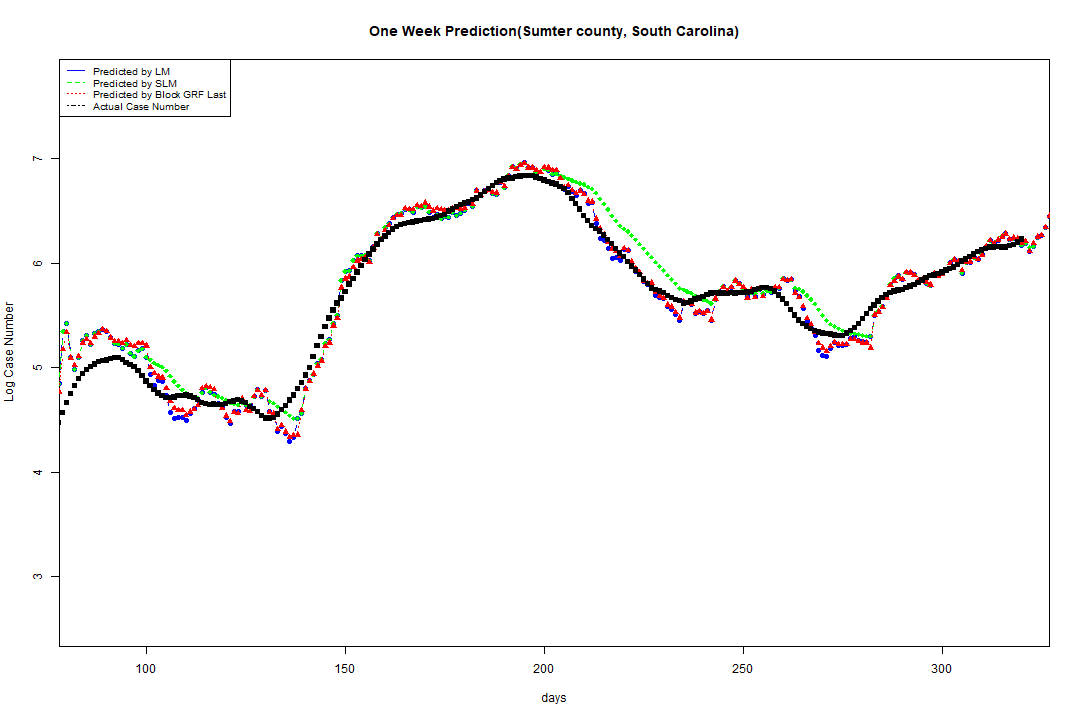 One Week Prediction(Sumter county, South Carolina)
Predicted by LM
Predicted by SLM
Predicted by Block GRF Last
Actual Case Number
7
6
5
4
3
Log Case Number
100 150 200 250 300
days